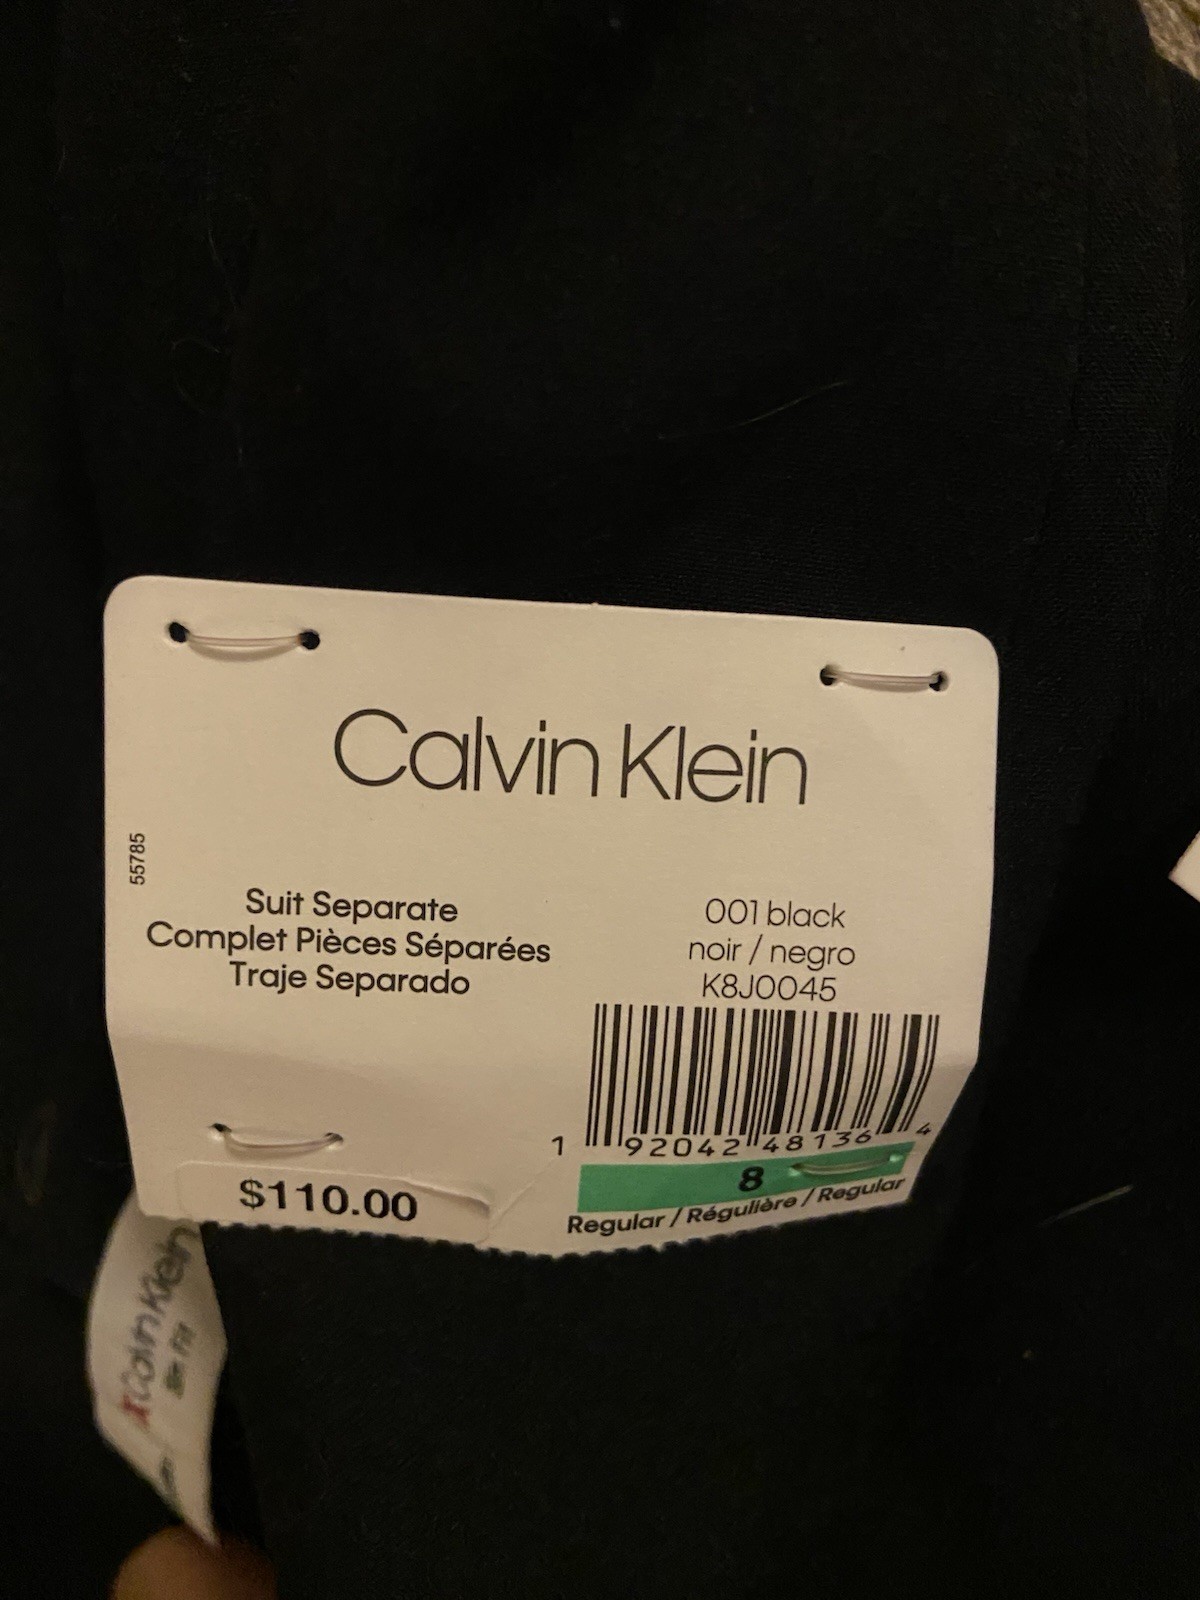 Calvin Klein
55785
Suit Separate
Complet Pièces Séparées
Traje Separado
001 black
noir / negro
K8J0045
1 92042 48136 4
8
Regular / Régulière / Regular
$110.00
Calvin Klein